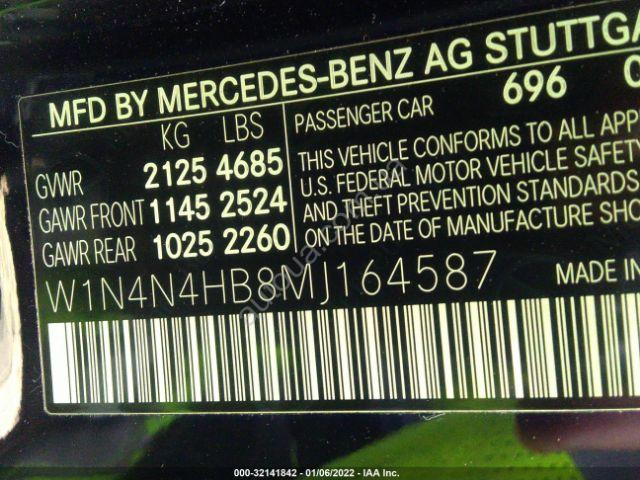 MFD BY MERCEDES-BENZ AG STUTTGA
KG LBS
GVWR 2125 4685
GAWR FRONT 1145 2524
GAWR REAR 1025 2260
PASSENGER CAR 696
THIS VEHICLE CONFORMS TO ALL APP
U.S. FEDERAL MOTOR VEHICLE SAFETY
AND THEFT PREVENTION STANDARDS
ON THE DATE OF MANUFACTURE SHO
W1N4N4HB8MJ164587
000-32141842 - 01/06/2022 - IAA Inc.